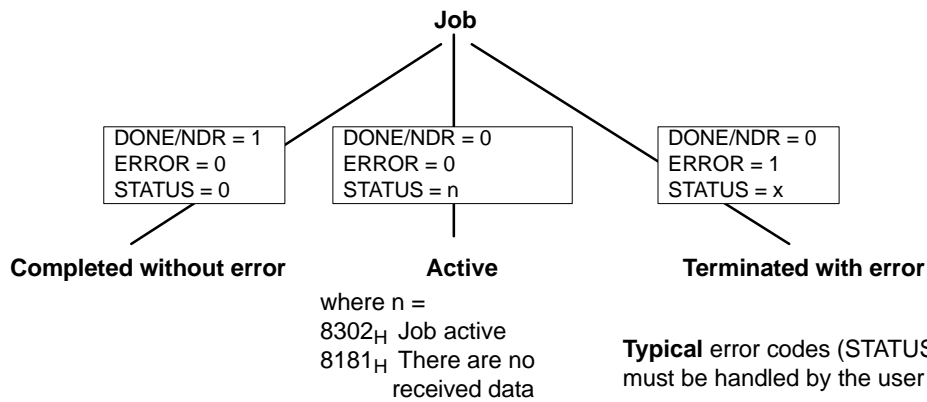 Job
DONE/NDR = 1
ERROR = 0
STATUS = 0
DONE/NDR = 0
ERROR = 0
STATUS = n
DONE/NDR = 0
ERROR = 1
STATUS = x
Completed without error
Active
Terminated with error
where n =
8302H Job active
8181H There are no
received data
Typical error codes (STATUS
must be handled by the user